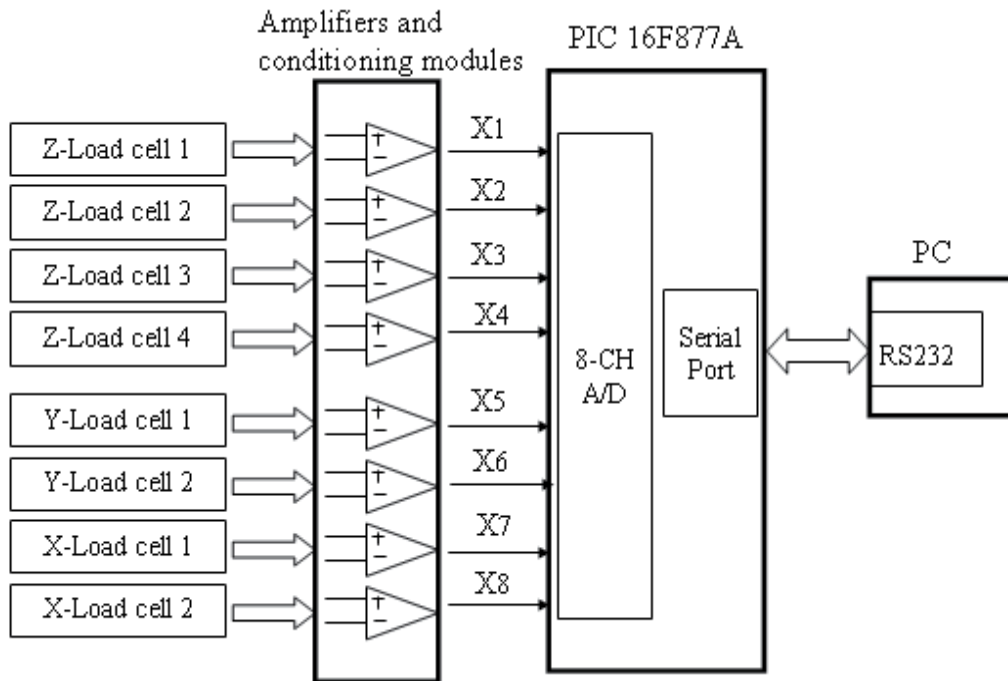 Amplifiers and
conditioning modules
PIC 16F877A
Z-Load cell 1
Z-Load cell 2
Z-Load cell 3
Z-Load cell 4
Y-Load cell 1
Y-Load cell 2
X-Load cell 1
X-Load cell 2
+
−
+
−
+
−
+
−
+
−
+
−
+
−
+
−
X1
X2
X3
X4
X5
X6
X7
X8
8-CH
A/D
Serial
Port
PC
RS232